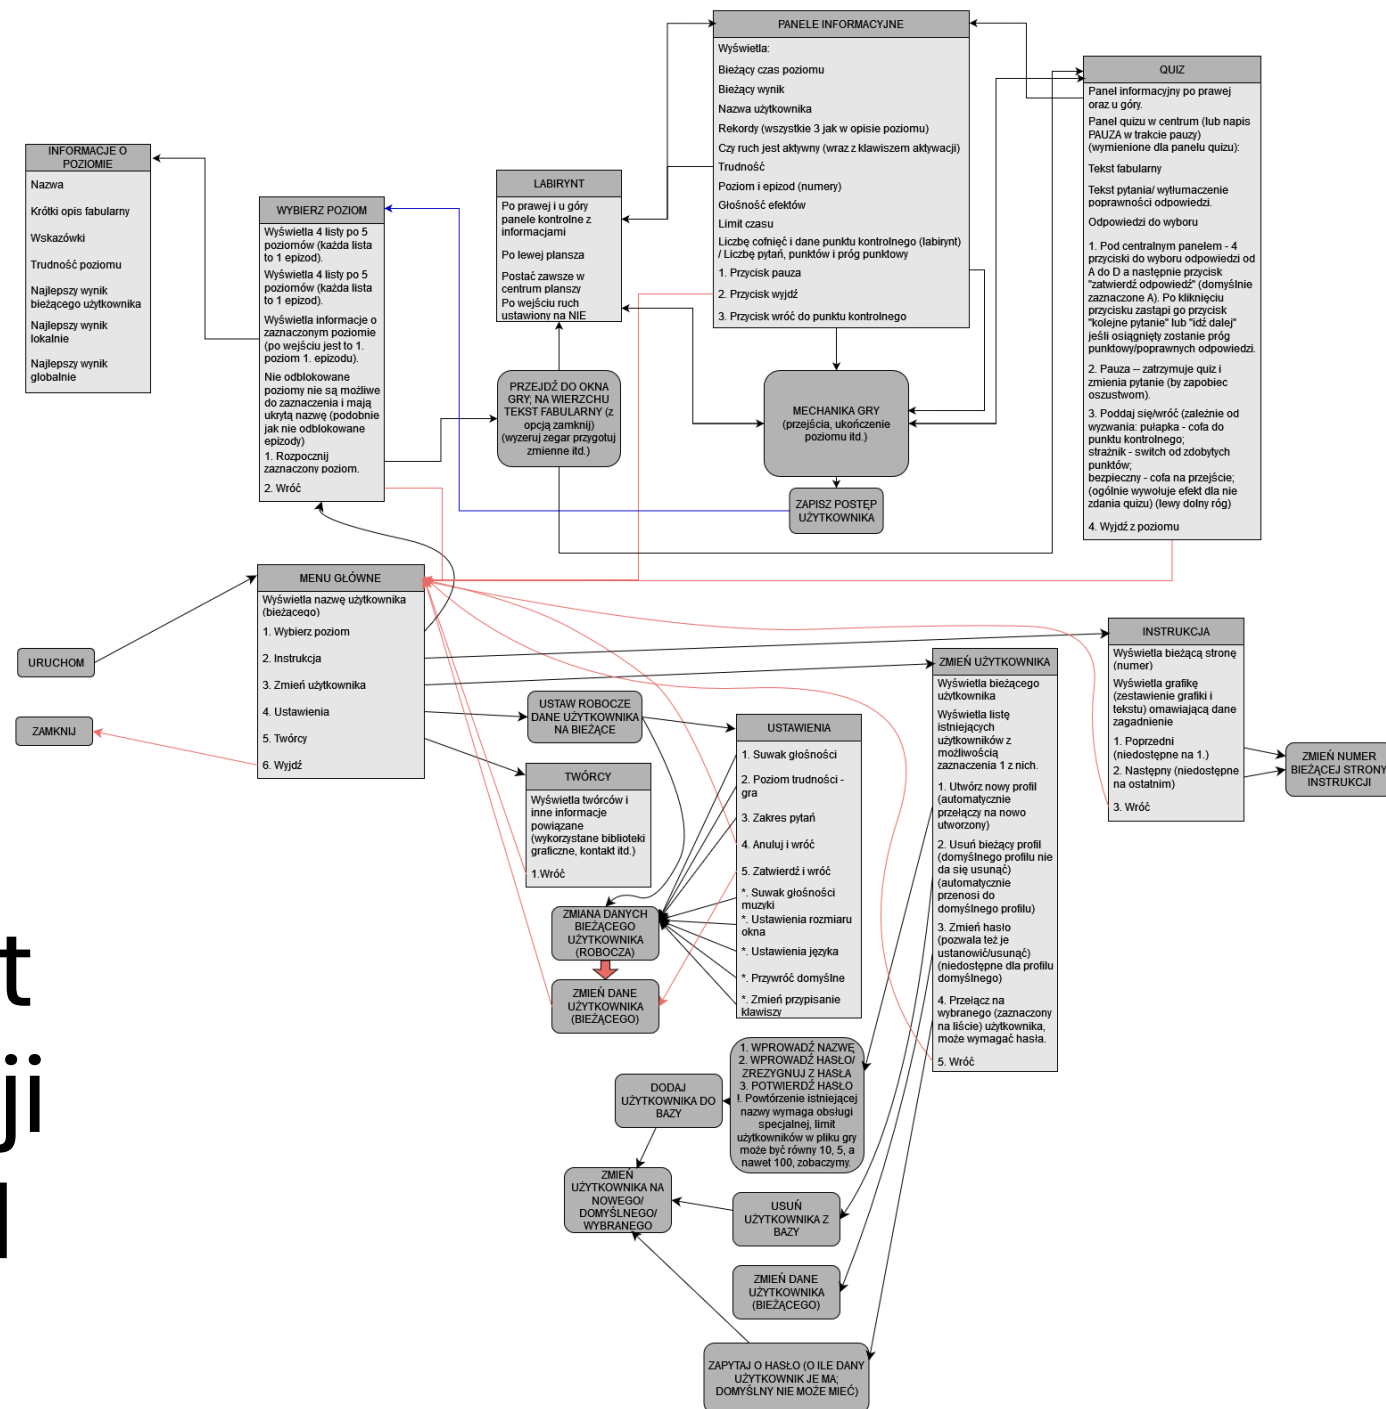 PANELE INFORMACYJNE
Wyświetla:
Bieżący czas poziomu
Bieżący wynik
Nazwa użytkownika
Rekordy (wszystkie 3 jak w opisie poziomu)
Czy ruch jest aktywny (wraz z klawiszem aktywacji)
Trudność
Poziom i epizod (numery)
Głośność efektów
Limit czasu
Liczbę cofnięć i dane punktu kontrolnego (labirynt)
/ Liczbę pytań, punktów i próg punktowy
1. Przycisk pauza
2. Przycisk wyjdź
3. Przycisk wróć do punktu kontrolnego
QUIZ
Panel informacyjny po prawej
oraz u góry.
Panel quizu w centrum (lub napis
PAUZA w trakcie pauzy)
(wymienione dla panelu quizu):
Tekst fabularny
Tekst pytania/ wytłumaczenie
poprawności odpowiedzi.
Odpowiedzi do wyboru
1. Pod centralnym panelem - 4
przyciski do wyboru odpowiedzi od
A do D a następnie przycisk
"zatwierdź odpowiedź" (domyślnie
zaznaczone A). Po kliknięciu
przycisku zastąpi go przycisk
"kolejne pytanie" lub "idź dalej"
jeśli osiągnięty zostanie próg
punktowy/poprawnych odpowiedzi.
2. Pauza -- zatrzymuje quiz i
zmienia pytanie (by zapobiec
oszustwom).
3. Poddaj się/wróć (zależnie od
wyzwania: pułapka - cofa do
punktu kontrolnego;
strażnik - switch od zdobytych
punktów;
bezpieczny - cofa na przejście;
(ogólnie wywołuje efekt dla nie
zdania quizu) (lewy dolny róg)
4. Wyjdź z poziomu
INFORMACJE O
POZIOMIE
Nazwa
Krótki opis fabularny
Wskazówki
Trudność poziomu
Najlepszy wynik
bieżącego użytkownika
Najlepszy wynik
lokalnie
Najlepszy wynik
globalnie
WYBIERZ POZIOM
Wyświetla 4 listy po 5
poziomów (każda lista
to 1 epizod).
Wyświetla 4 listy po 5
poziomów (każda lista
to 1 epizod).
Wyświetla informacje o
zaznaczonym poziomie
(po wejściu jest to 1.
poziom 1. epizodu).
Nie odblokowane
poziomy nie są możliwe
do zaznaczenia i mają
ukrytą nazwę (podobnie
jak nie odblokowane
epizody)
1. Rozpocznij
zaznaczony poziom.
2. Wróć
LABIRYNT
Po prawej i u góry
panele kontrolne z
informacjami
Po lewej plansza
Postać zawsze w
centrum planszy
Po wejściu ruch
ustawiony na NIE
PRZEJDŹ DO OKNA
GRY; NA WIERZCHU
TEKST FABULARNY (z
opcją zamknij)
(wyzeruj zegar przygotuj
zmienne itd.)
MECHANIKA GRY
(przejścia, ukończenie
poziomu itd.)
ZAPISZ POSTĘP
UŻYTKOWNIKA
MENU GŁÓWNE
Wyświetla nazwę użytkownika
(bieżącego)
1. Wybierz poziom
2. Instrukcja
3. Zmień użytkownika
4. Ustawienia
5. Twórcy
6. Wyjdź
URUCHOM
ZAMKNIJ
USTAW ROBOCZE
DANE UŻYTKOWNIKA
NA BIEŻĄCE
TWÓRCY
Wyświetla twórców i
inne informacje
powiązane
(wykorzystane biblioteki
graficzne, kontakt itd.)
1.Wróć
USTAWIENIA
1. Suwak głośności
2. Poziom trudności -
gra
3. Zakres pytań
4. Anuluj i wróć
5. Zatwierdź i wróć
*. Suwak głośności
muzyki
*. Ustawienia rozmiaru
okna
*. Ustawienia języka
*. Przywróć domyślne
*. Zmień przypisanie
klawiszy
ZMIEŃ UŻYTKOWNIKA
Wyświetla bieżącego
użytkownika
Wyświetla listę
istniejących
użytkowników z
możliwością
zaznaczenia 1 z nich.
1. Utwórz nowy profil
(automatycznie
przełączy na nowo
utworzony)
2. Usuń bieżący profil
(domyślnego profilu nie
da się usunąć)
(automatycznie
przenosi do
domyślnego profilu)
3. Zmień hasło
(pozwala też je
ustanowić/usunąć)
(niedostępne dla profilu
domyślnego)
4. Przełącz na
wybranego (zaznaczony
na liście) użytkownika,
może wymagać hasła.
5. Wróć
INSTRUKCJA
Wyświetla bieżącą stronę
(numer)
Wyświetla grafikę
(zestawienie grafiki i
tekstu) omawiającą dane
zagadnienie
1. Poprzedni
(niedostępne na 1.)
2. Następny (niedostępne
na ostatnim)
3. Wróć
ZMIEŃ NUMER
BIEŻĄCEJ STRONY
INSTRUKCJI
ZMIANA DANYCH
BIEŻĄCEGO
UŻYTKOWNIKA
(ROBOCZA)
ZMIEŃ DANE
UŻYTKOWNIKA
(BIEŻĄCEGO)
t
ji
1. WPROWADŹ NAZWĘ
2. WPROWADŹ HASŁO/
ZREZYGNUJ Z HASŁA
3. POTWIERDŹ HASŁO
!. Powtórzenie istniejącej
nazwy wymaga obsługi
specjalnej, limit
użytkowników w pliku gry
może być równy 10, 5, a
nawet 100, zobaczymy.
DODAJ
UŻYTKOWNIKA DO
BAZY
ZMIEŃ
UŻYTKOWNIKA NA
NOWEGO/
DOMYŚLNEGO/
WYBRANEGO
USUŃ
UŻYTKOWNIKA Z
BAZY
ZMIEŃ DANE
UŻYTKOWNIKA
(BIEŻĄCEGO)
ZAPYTAJ O HASŁO (O ILE DANY
UŻYTKOWNIK JE MA;
DOMYŚLNY NIE MOŻE MIEĆ)